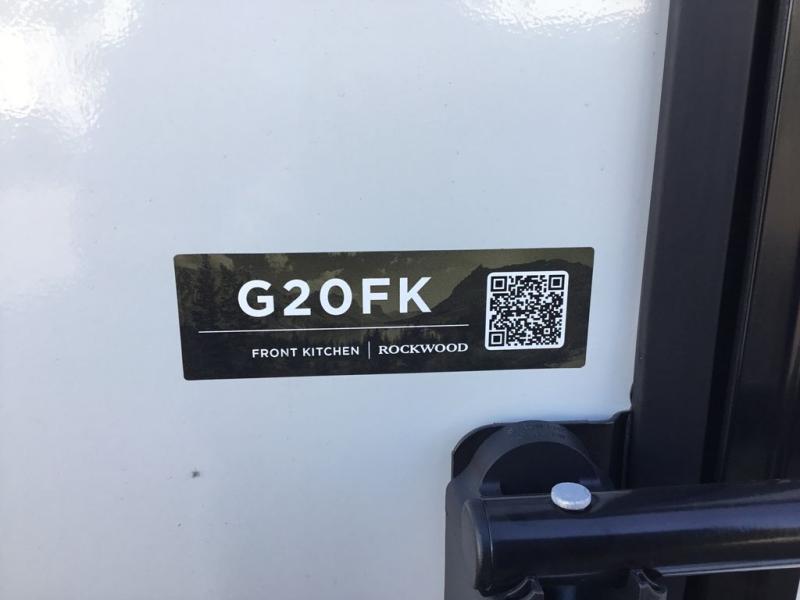 G20FK
FRONT KITCHEN | ROCKWOOD